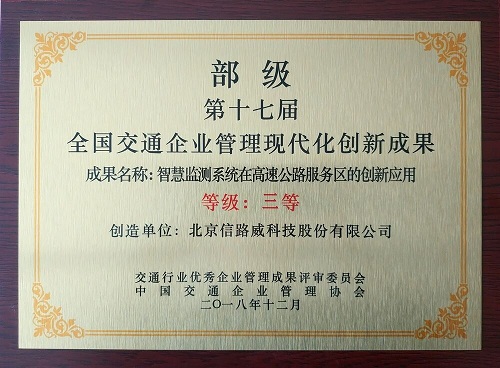 部级
第十七届
全国交通企业管理现代化创新成果
成果名称：智慧监测系统在高速公路服务区的创新应用
等级：三等
创造单位：北京信路威科技股份有限公司
交通行业优秀企业管理成果评审委员会
中国交通企业管理协会
二〇一八年十二月